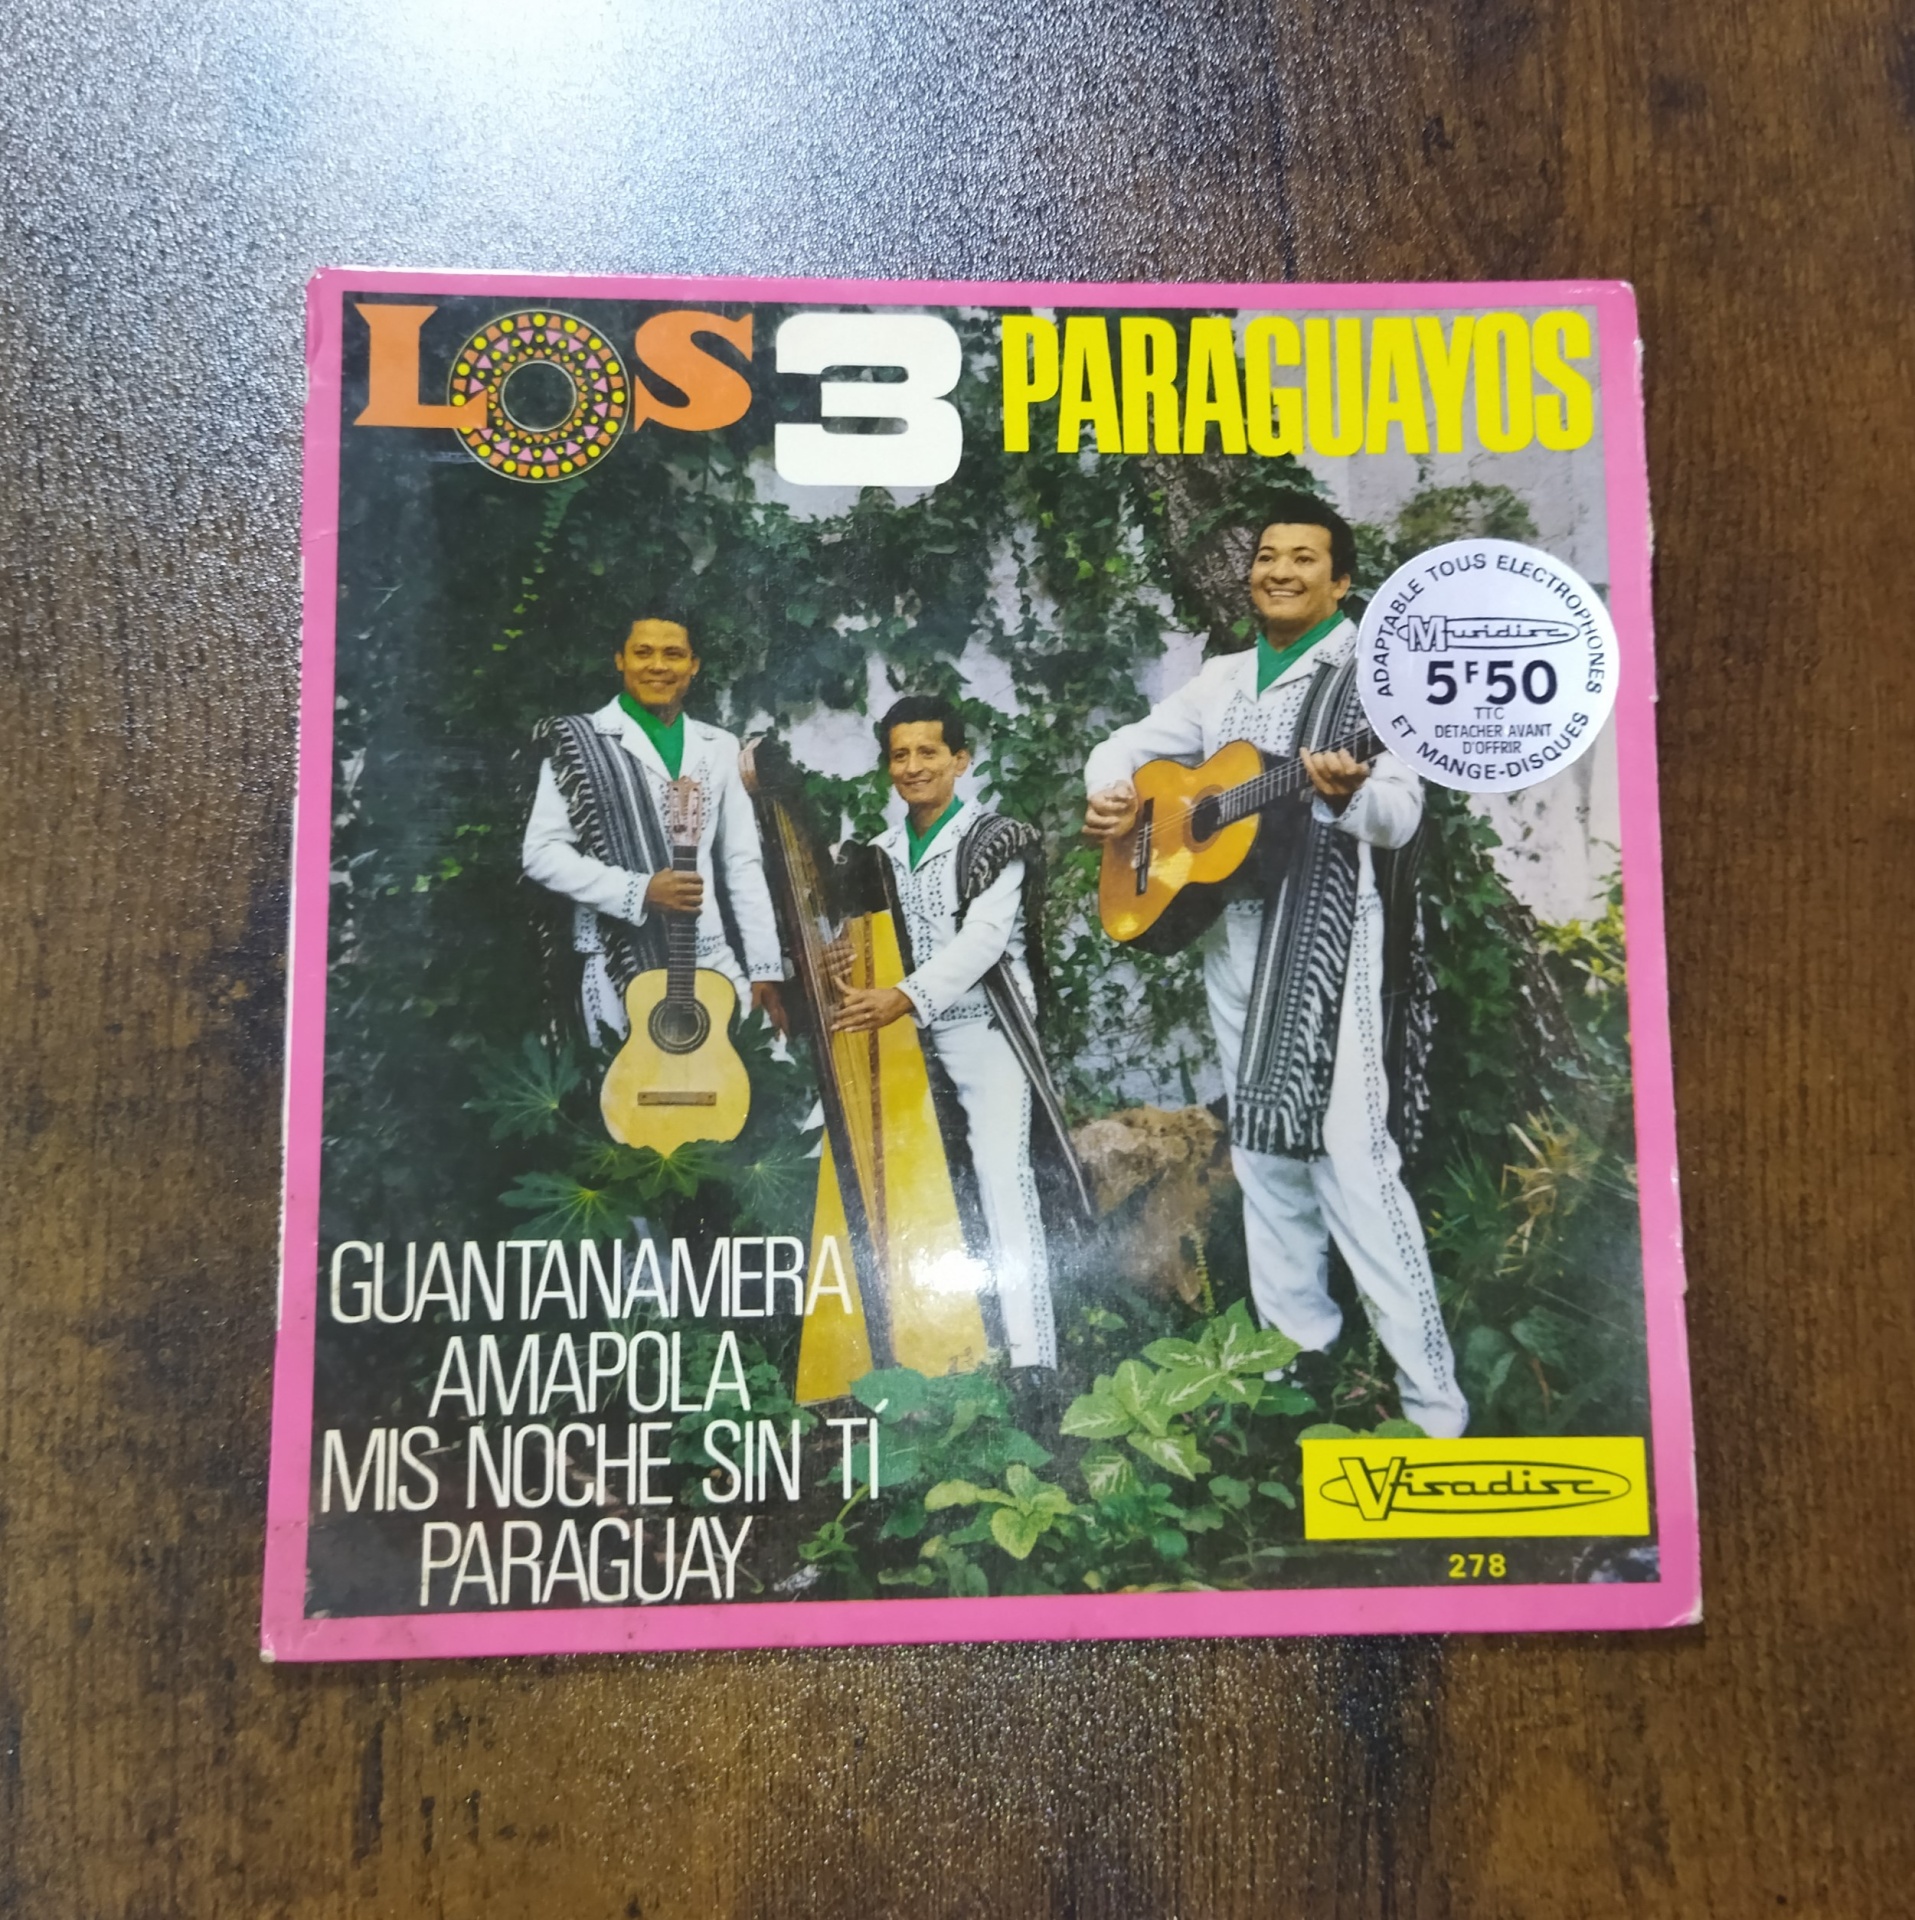 LOS 3 PARAGUAYOS
ADAPTABLE TOUS ELECTROPHONES
Musidisc
5F50
TTC
DETACHER AVANT
D'OFFRIR
ET MANGE-DISQUES
GUANTANAMERA
AMAPOLA
MIS NOCHE SIN TÍ
PARAGUAY
Visadisc
278